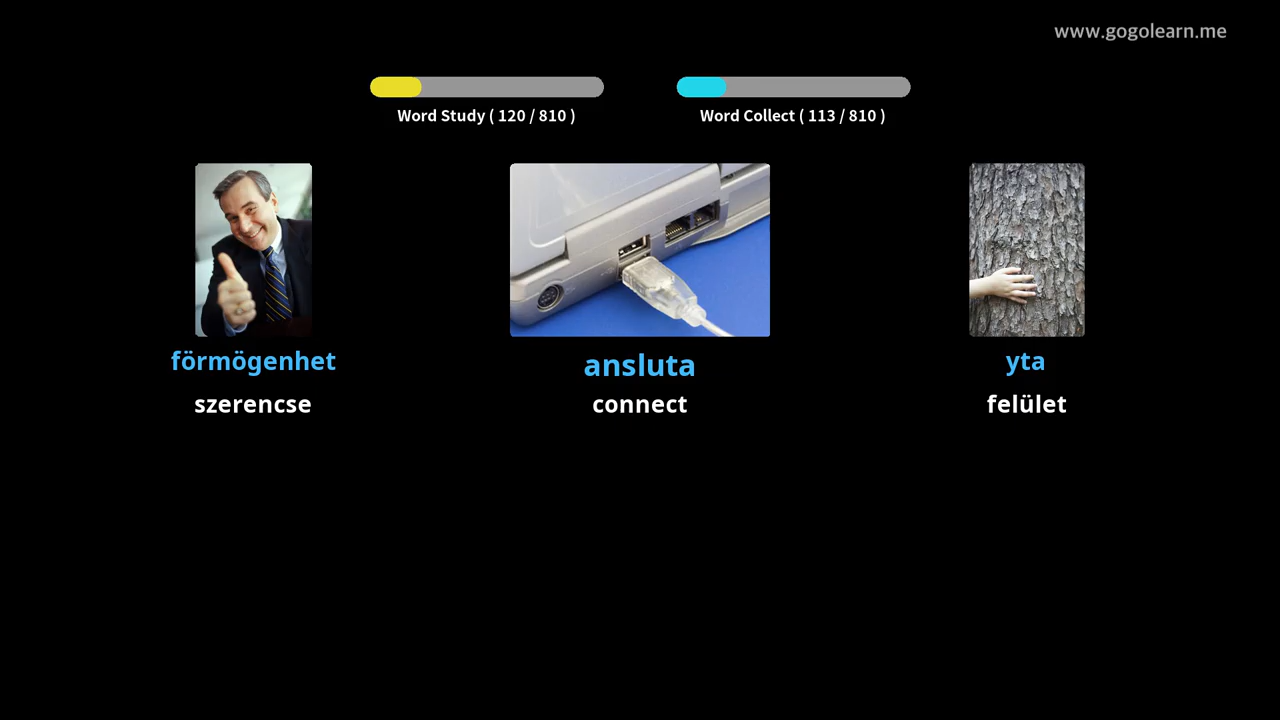 www.gogolearn.me
Word Study ( 120 / 810 )
Word Collect ( 113 / 810 )
förmögenhet
szerencse
ansluta
connect
yta
felület